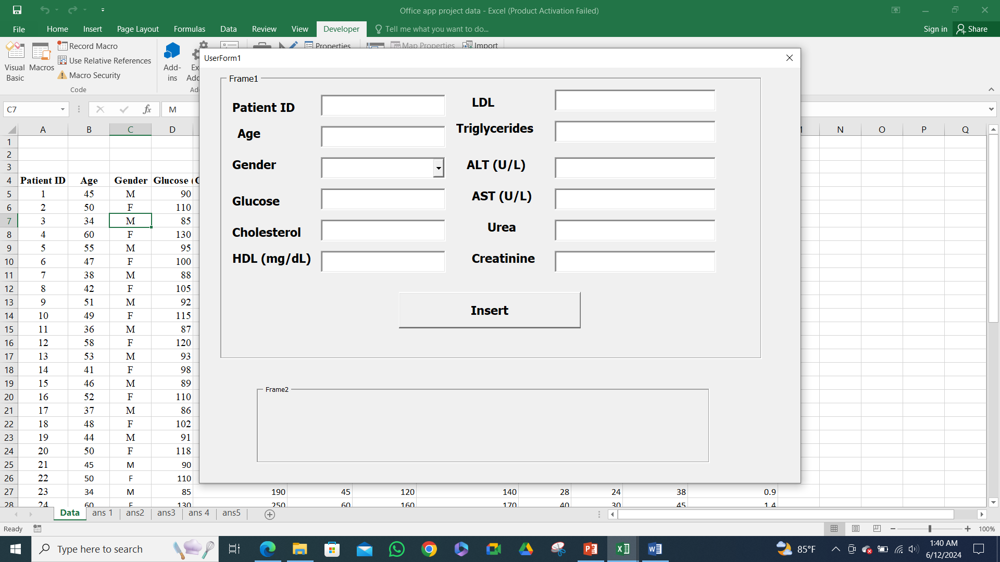 Office app project data - Excel (Product Activation Failed)
File Home Insert Page Layout Formulas Data Review View Developer Tell me what you want to do... Sign in Share
Visual Basic
Macros
Record Macro
Use Relative References
Macro Security
Code
Add-ins
Properties
Map Properties
Import
C7
fx
M
UserForm1
Frame1
Patient ID
LDL
Age
Triglycerides
Gender
ALT (U/L)
Glucose
AST (U/L)
Cholesterol
Urea
HDL (mg/dL)
Creatinine
Insert
Frame2
A B C D N O P Q
1
2
3
4 Patient ID Age Gender Glucose (
5 1 45 M 90
6 2 50 F 110
7 3 34 M 85
8 4 60 F 130
9 5 55 M 95
10 6 47 F 100
11 7 38 M 88
12 8 42 F 105
13 9 51 M 92
14 10 49 F 115
15 11 36 M 87
16 12 58 F 120
17 13 53 M 93
18 14 41 F 98
19 15 46 M 89
20 16 52 F 110
21 17 37 M 86
22 18 48 F 102
23 19 44 M 91
24 20 50 F 118
25 21 45 M 90
26 22 50 F 110
27 23 34 M 85 190 45 120 140 28 24 38 0.9
28 24 60 F 130 250 60 160 170 40 30 45 1.4
Data ans 1 ans2 ans3 ans 4 ans5
Ready
100%
Type here to search
85°F
1:40 AM
6/12/2024